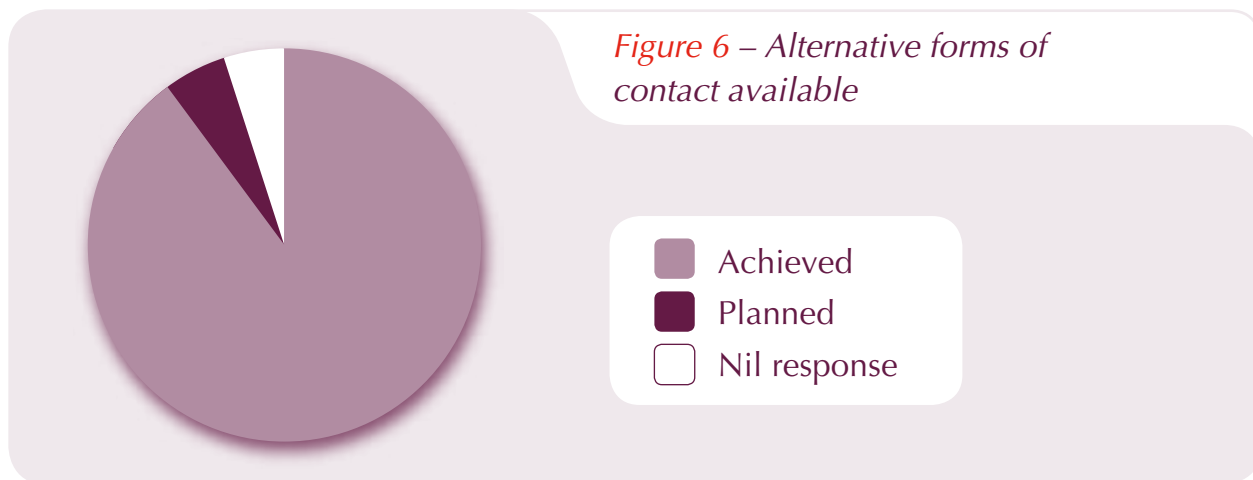 Figure 6 – Alternative forms of
contact available
Achieved
Planned
Nil response